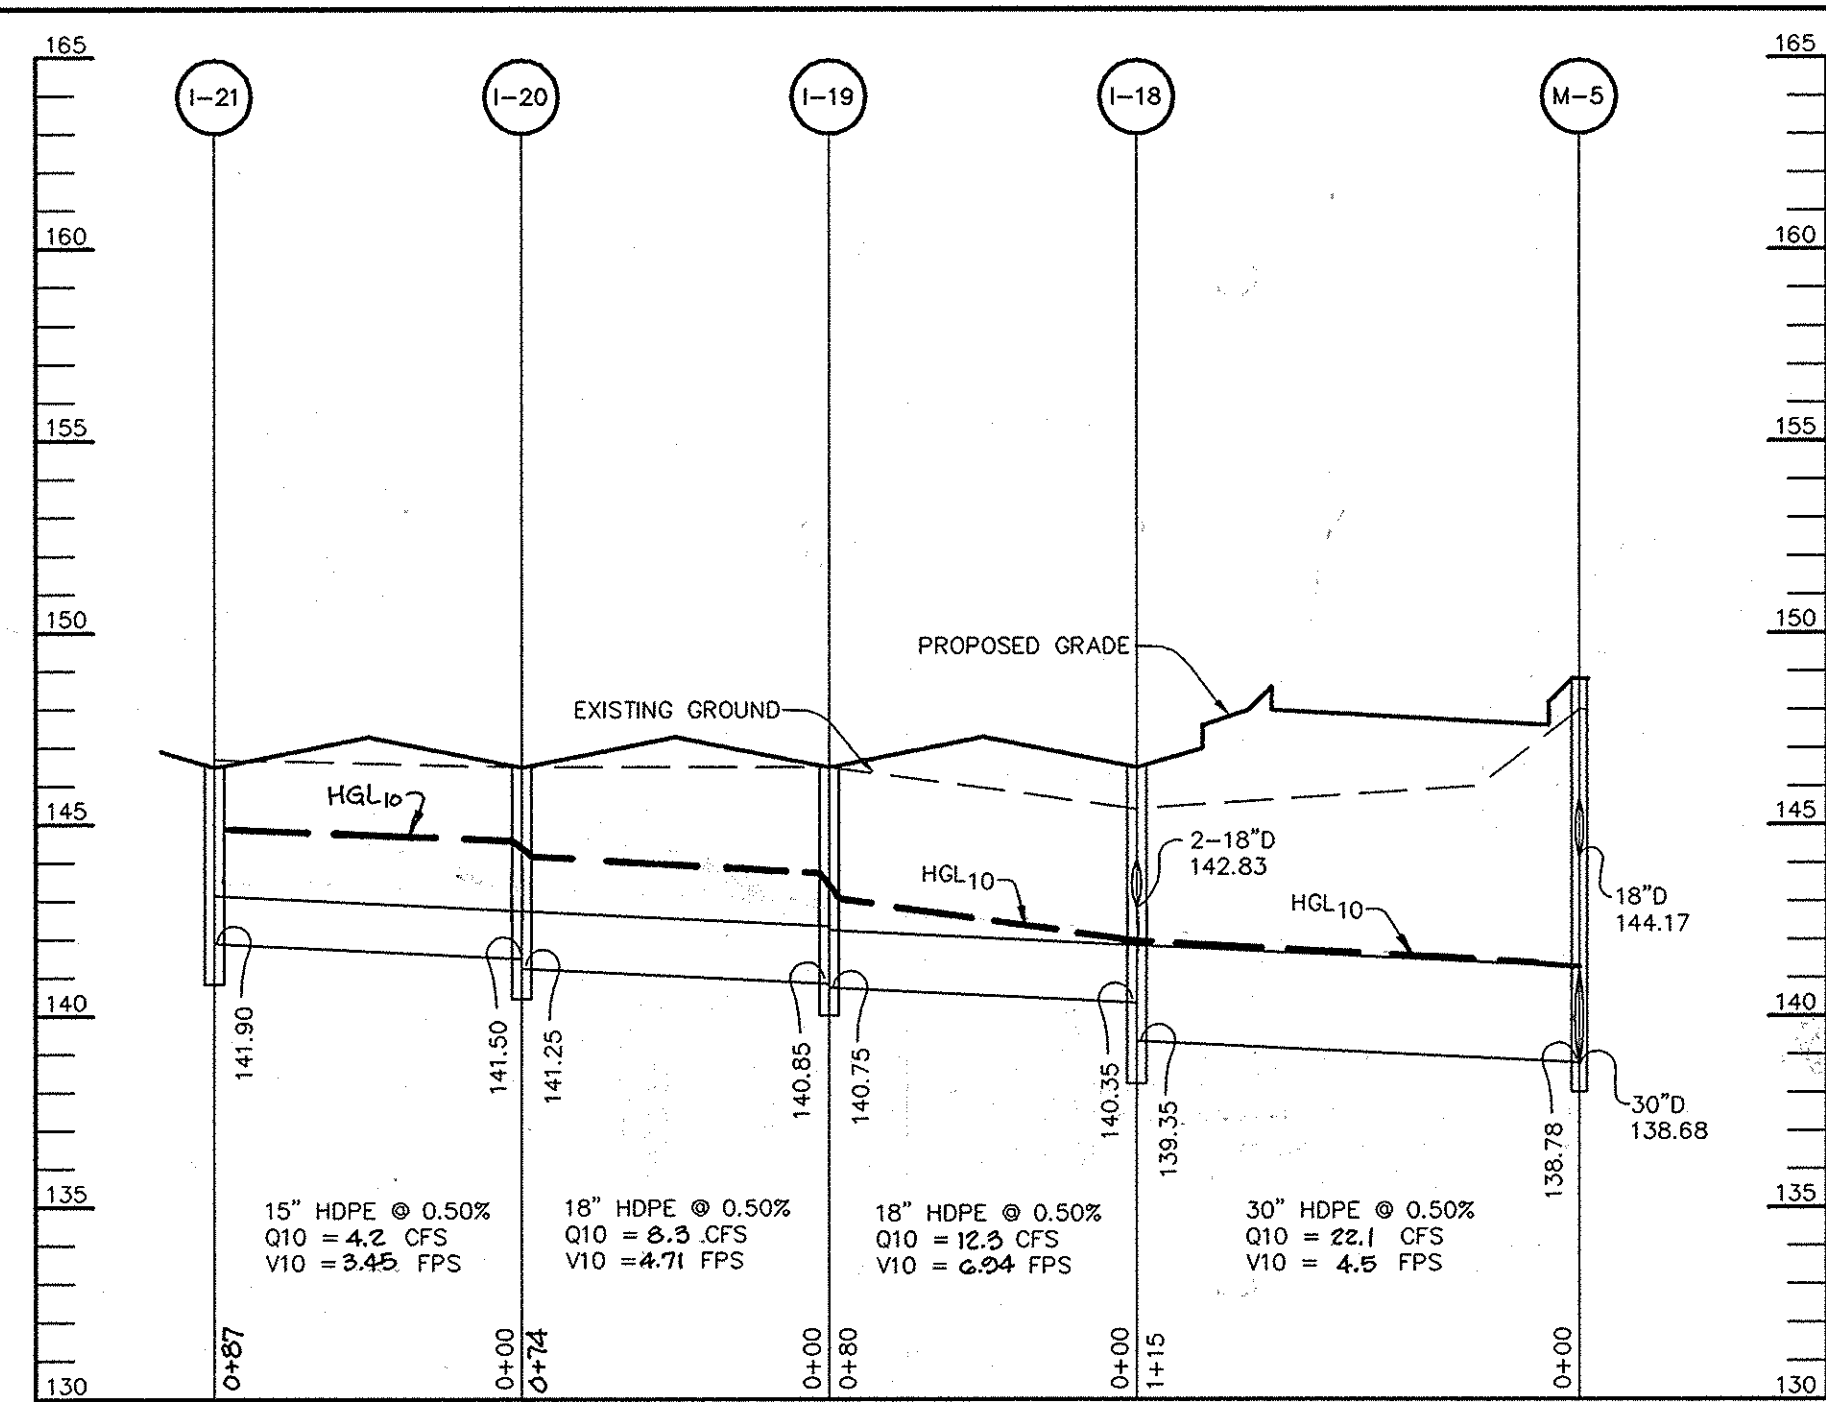 I-21
I-20
I-19
I-18
M-5
165
160
155
150
145
140
135
130
165
160
155
150
145
140
135
130
PROPOSED GRADE
EXISTING GROUND
HGL10
HGL10
HGL10
2-18"D
142.83
18"D
144.17
30"D
138.68
141.90
141.50
141.25
140.85
140.75
140.35
139.35
138.78
15" HDPE @ 0.50%
Q10 = 4.2 CFS
V10 = 3.45 FPS
18" HDPE @ 0.50%
Q10 = 8.3 CFS
V10 = 4.71 FPS
18" HDPE @ 0.50%
Q10 = 12.3 CFS
V10 = 6.94 FPS
30" HDPE @ 0.50%
Q10 = 22.1 CFS
V10 = 4.5 FPS
0+87
0+00
0+74
0+00
0+80
0+00
1+15
0+00